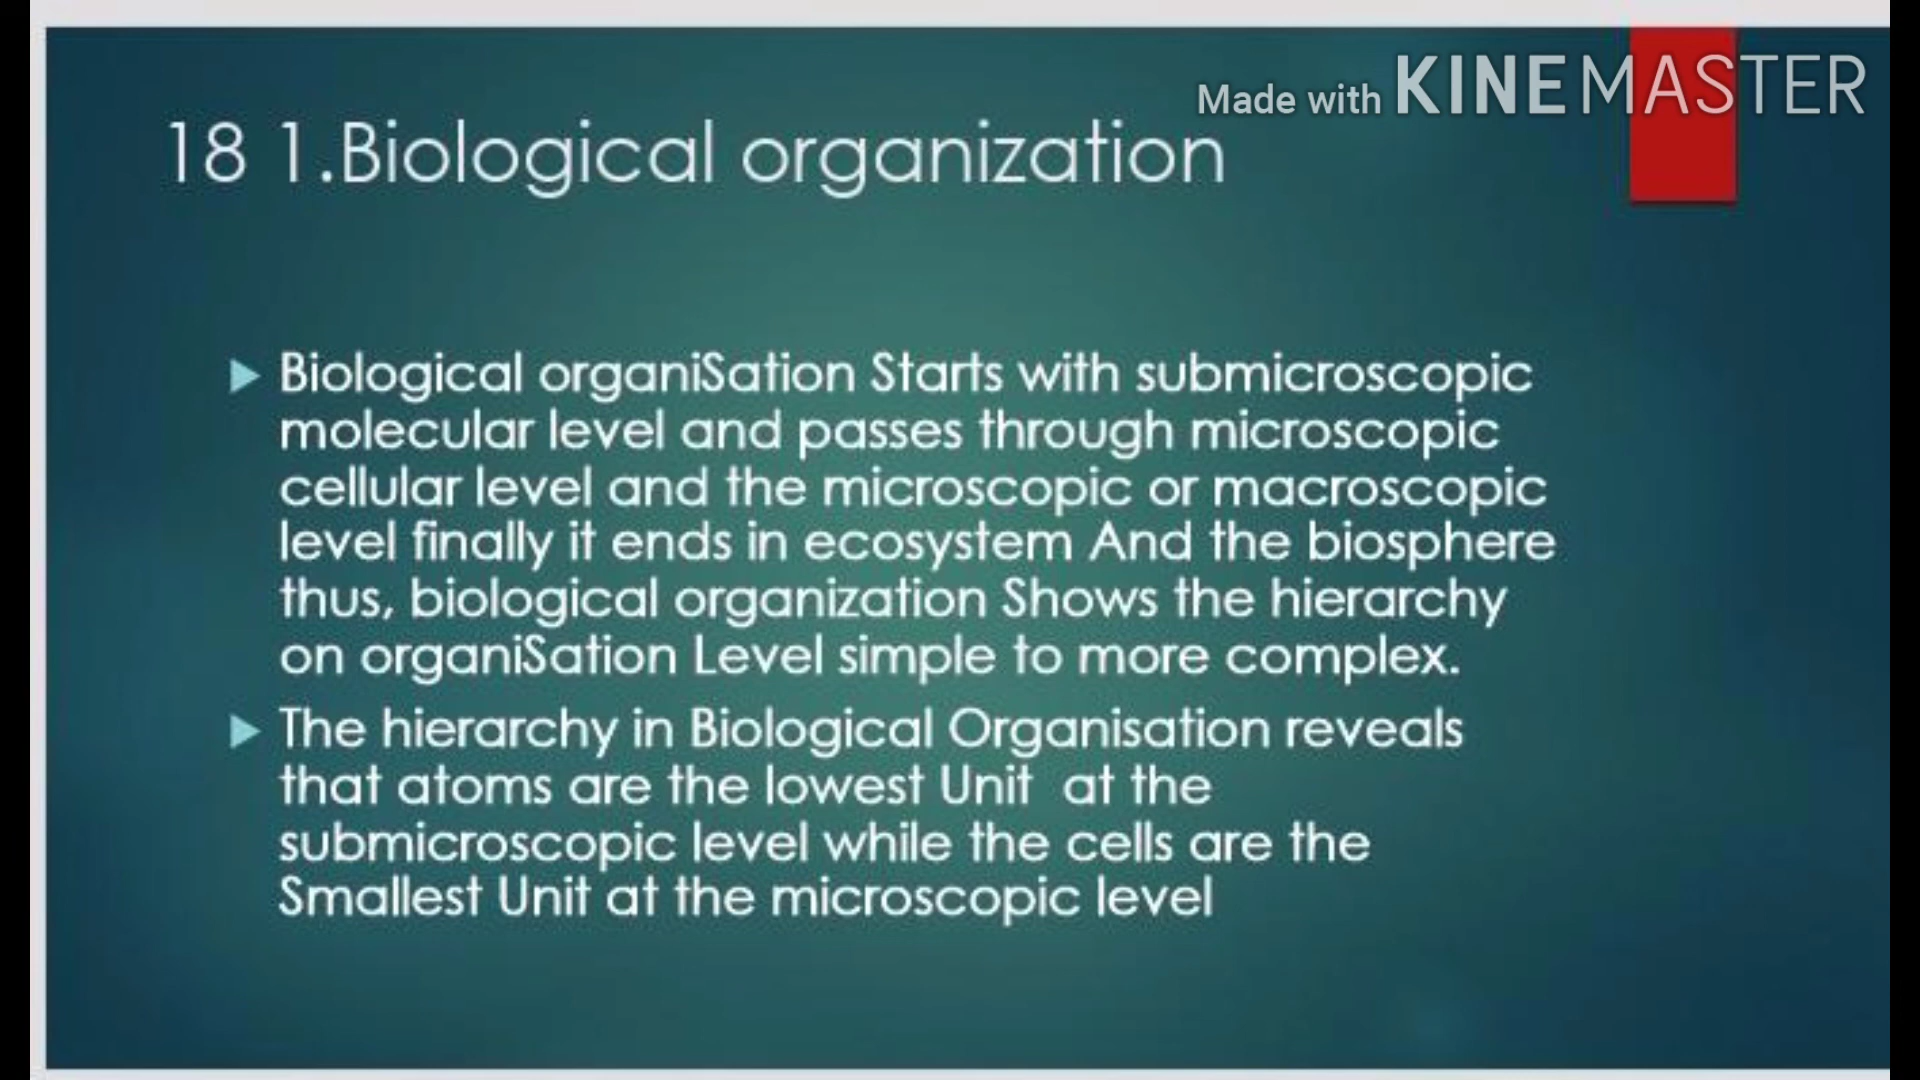 Made with KINEMASTER
18 1.Biological organization
Biological organiSation Starts with submicroscopic
molecular level and passes through microscopic
cellular level and the microscopic or macroscopic
level finally it ends in ecosystem And the biosphere
thus, biological organization Shows the hierarchy
on organiSation Level simple to more complex.
The hierarchy in Biological Organisation reveals
that atoms are the lowest Unit at the
submicroscopic level while the cells are the
Smallest Unit at the microscopic level